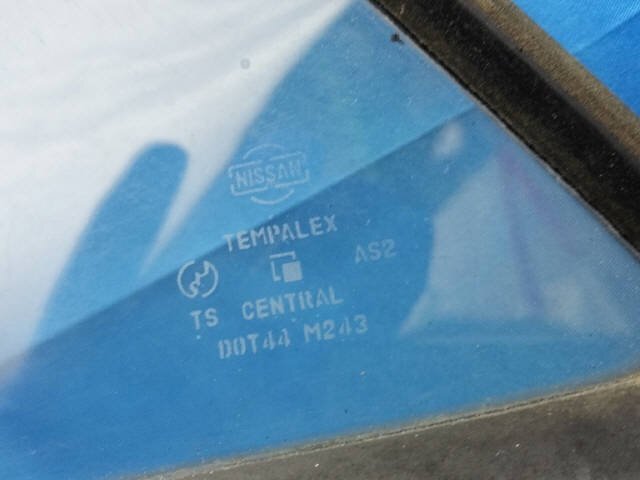 NISSAN
TEMPALEX
AS2
TS CENTRAL
DOT44 M243